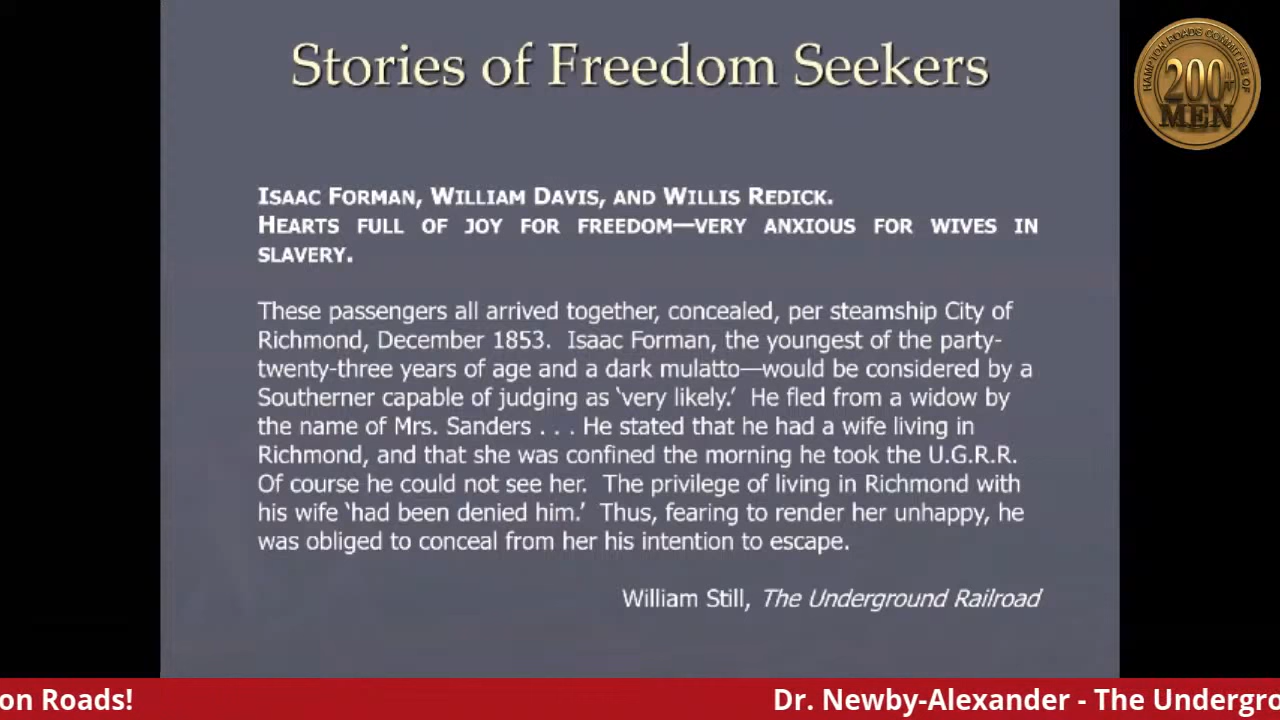 Stories of Freedom Seekers
HAMPTON ROADS COMMITTEE OF
200+
MEN
ISAAC FORMAN, WILLIAM DAVIS, AND WILLIS REDICK.
HEARTS FULL OF JOY FOR FREEDOM—VERY ANXIOUS FOR WIVES IN
SLAVERY.
These passengers all arrived together, concealed, per steamship City of
Richmond, December 1853. Isaac Forman, the youngest of the party-
twenty-three years of age and a dark mulatto—would be considered by a
Southerner capable of judging as ‘very likely.’ He fled from a widow by
the name of Mrs. Sanders . . . He stated that he had a wife living in
Richmond, and that she was confined the morning he took the U.G.R.R.
Of course he could not see her. The privilege of living in Richmond with
his wife ‘had been denied him.’ Thus, fearing to render her unhappy, he
was obliged to conceal from her his intention to escape.
William Still, The Underground Railroad
on Roads!
Dr. Newby-Alexander - The Undergro